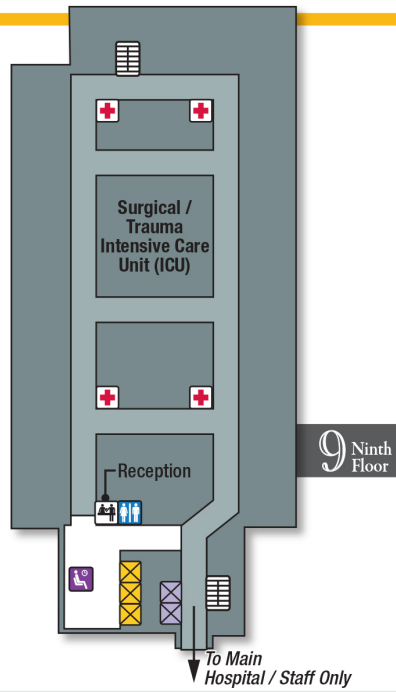 Surgical /
Trauma
Intensive Care
Unit (ICU)
9 Ninth
Floor
Reception
To Main
Hospital / Staff Only